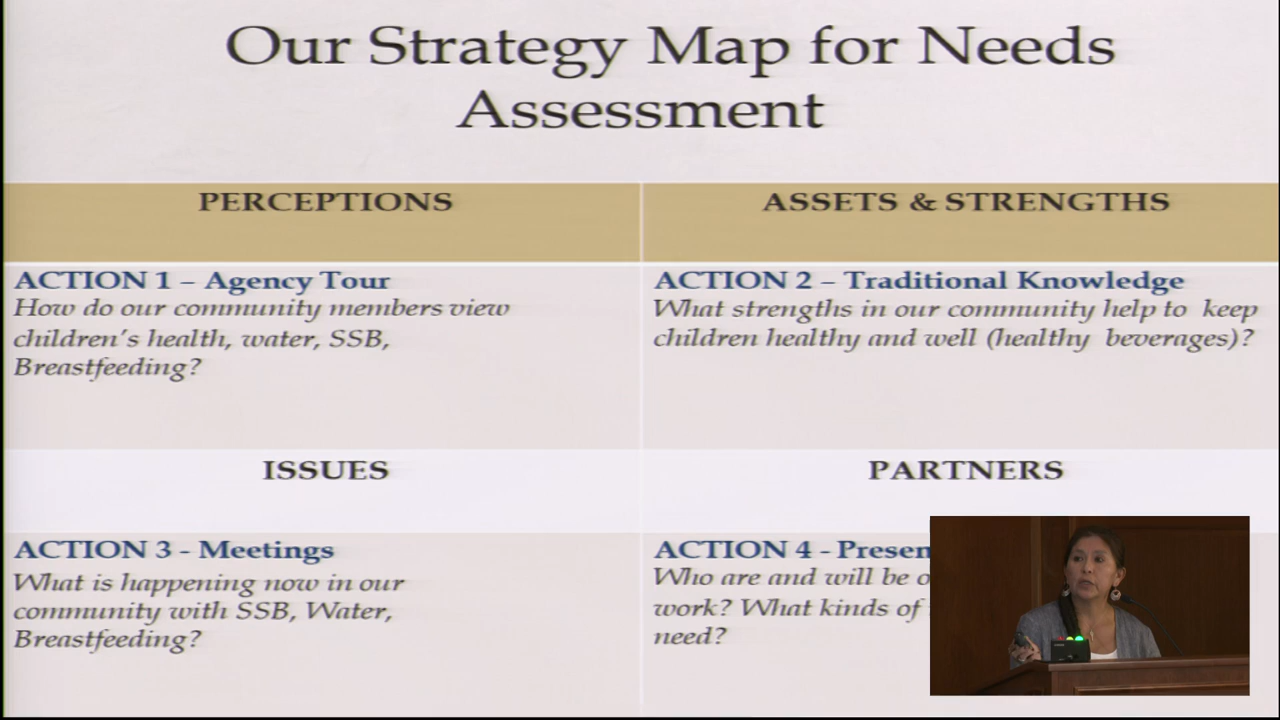 Our Strategy Map for Needs
Assessment
PERCEPTIONS
ASSETS & STRENGTHS
ACTION 1 – Agency Tour
How do our community members view
children's health, water, SSB,
Breastfeeding?
ACTION 2 – Traditional Knowledge
What strengths in our community help to keep
children healthy and well (healthy beverages)?
ISSUES
PARTNERS
ACTION 3 - Meetings
What is happening now in our
community with SSB, Water,
Breastfeeding?
ACTION 4 -
Who are and will be
work? What kinds of
need?